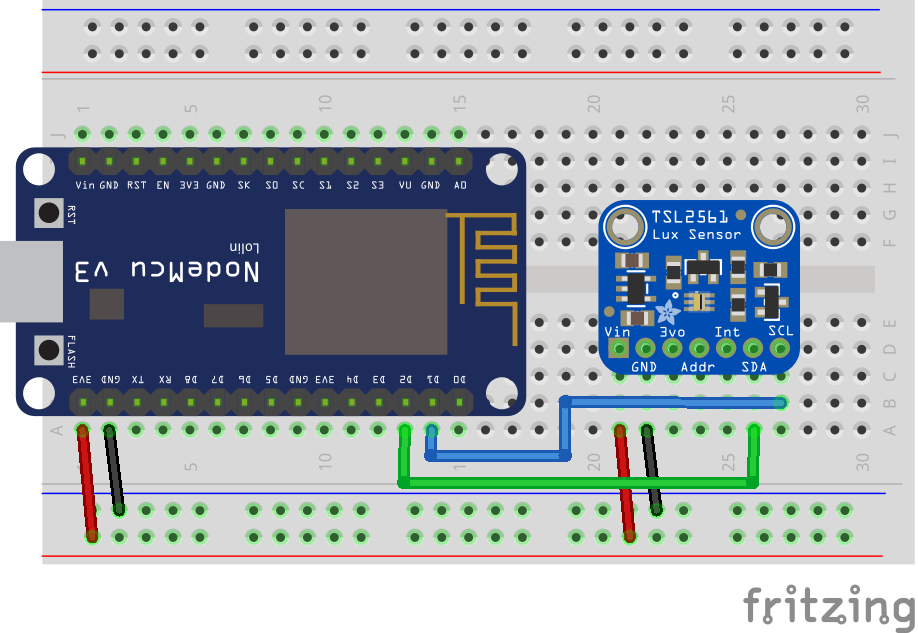 1 5 10 15 20 25 30
J J
I
H
G
F
Vin GND RST EN 3V3 GND SK SO SC S1 S2 S3 VU GND AO
RST
Lolin
NodeMcu v3
FLASH
3V3 GND TX RX D8 D7 D6 D5 GND 3V3 D4 D3 D2 D1 D0
TSL2561
Lux Sensor
Vin 3vo Int SCL
GND Addr SDA
E E
D
C
B
A A
5 10 15 20 25 30
fritzing